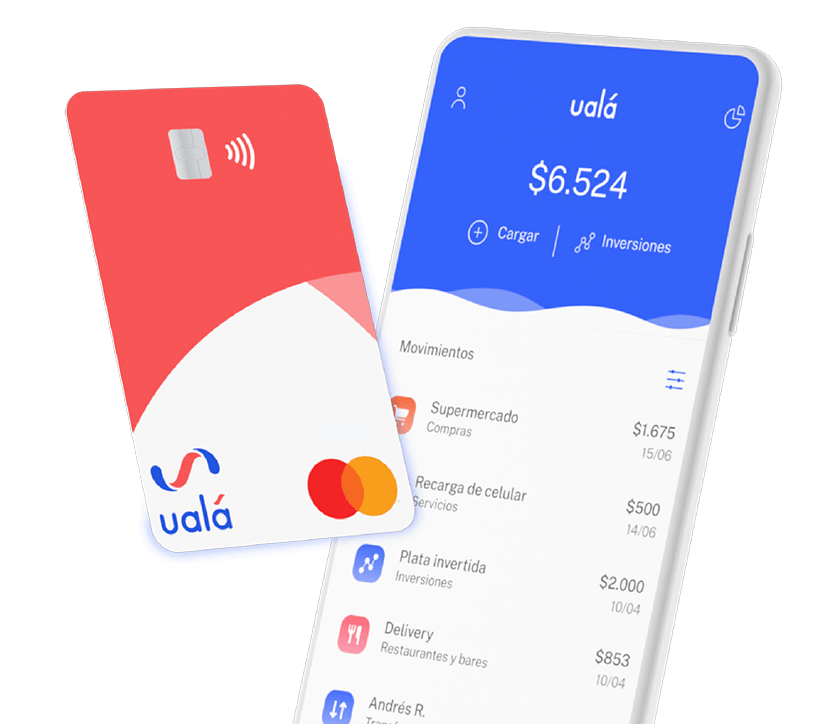 ualá
ualá
$6.524
Cargar
Inversiones
Movimientos
Supermercado
Compras
$1.675
15/06
Recarga de celular
Servicios
$500
14/06
Plata invertida
Inversiones
$2.000
10/04
Delivery
Restaurantes y bares
$853
10/04
Andrés R.